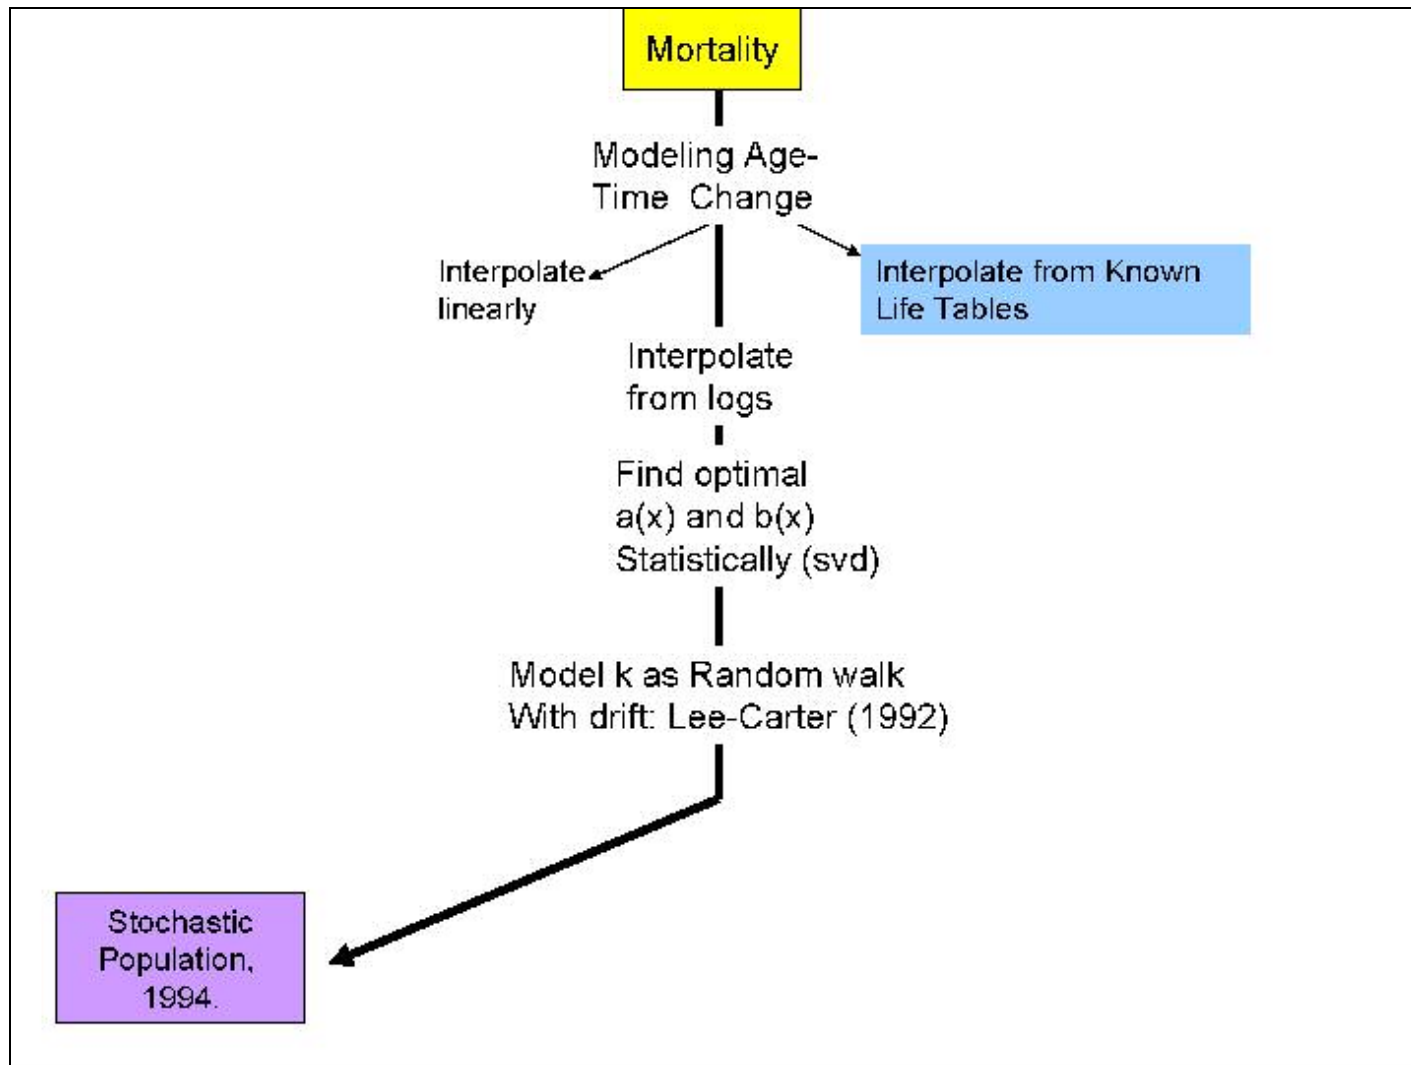 Mortality
Modeling Age-
Time Change
Interpolate
linearly
Interpolate from Known
Life Tables
Interpolate
from logs
Find optimal
a(x) and b(x)
Statistically (svd)
Model k as Random walk
With drift: Lee-Carter (1992)
Stochastic
Population,
1994.